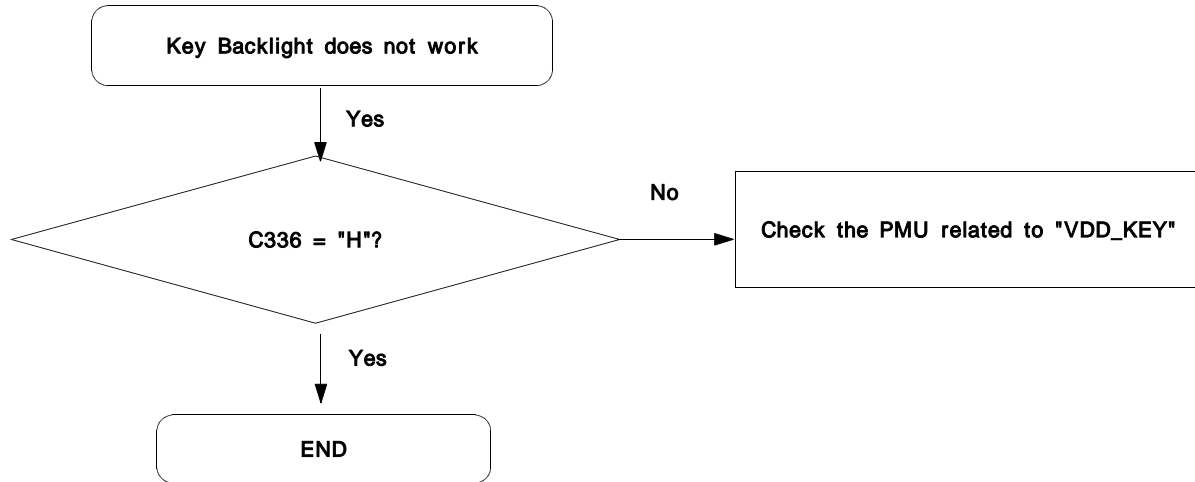 Key Backlight does not work
Yes
No
C336 = "H"?
Check the PMU related to "VDD_KEY"
Yes
END